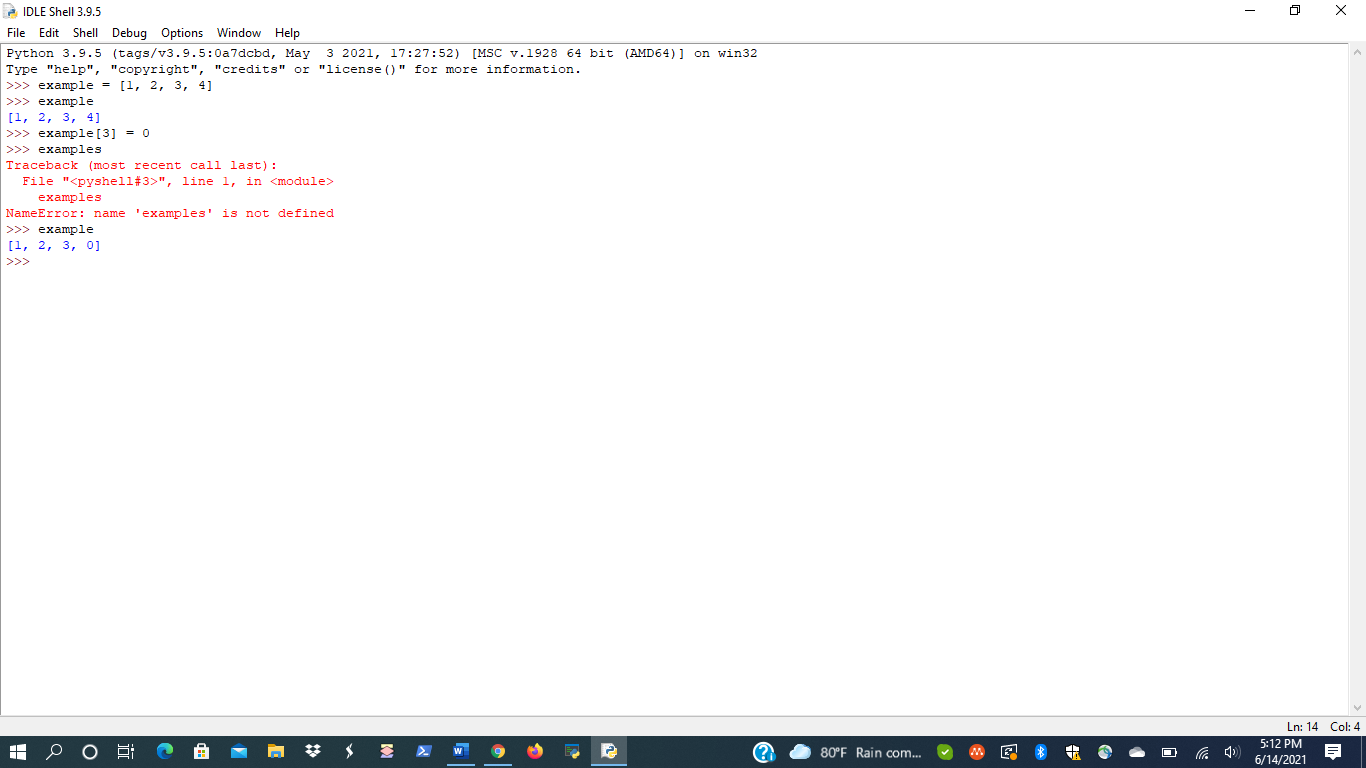 IDLE Shell 3.9.5
File Edit Shell Debug Options Window Help
Python 3.9.5 (tags/v3.9.5:0a7dcbd, May  3 2021, 17:27:52) [MSC v.1928 64 bit (AMD64)] on win32
Type "help", "copyright", "credits" or "license()" for more information.
>>> example = [1, 2, 3, 4]
>>> example
[1, 2, 3, 4]
>>> example[3] = 0
>>> examples
Traceback (most recent call last):
  File "<pyshell#3>", line 1, in <module>
    examples
NameError: name 'examples' is not defined
>>> example
[1, 2, 3, 0]
>>>
Ln: 14 Col: 4
80°F Rain com...
5:12 PM
6/14/2021